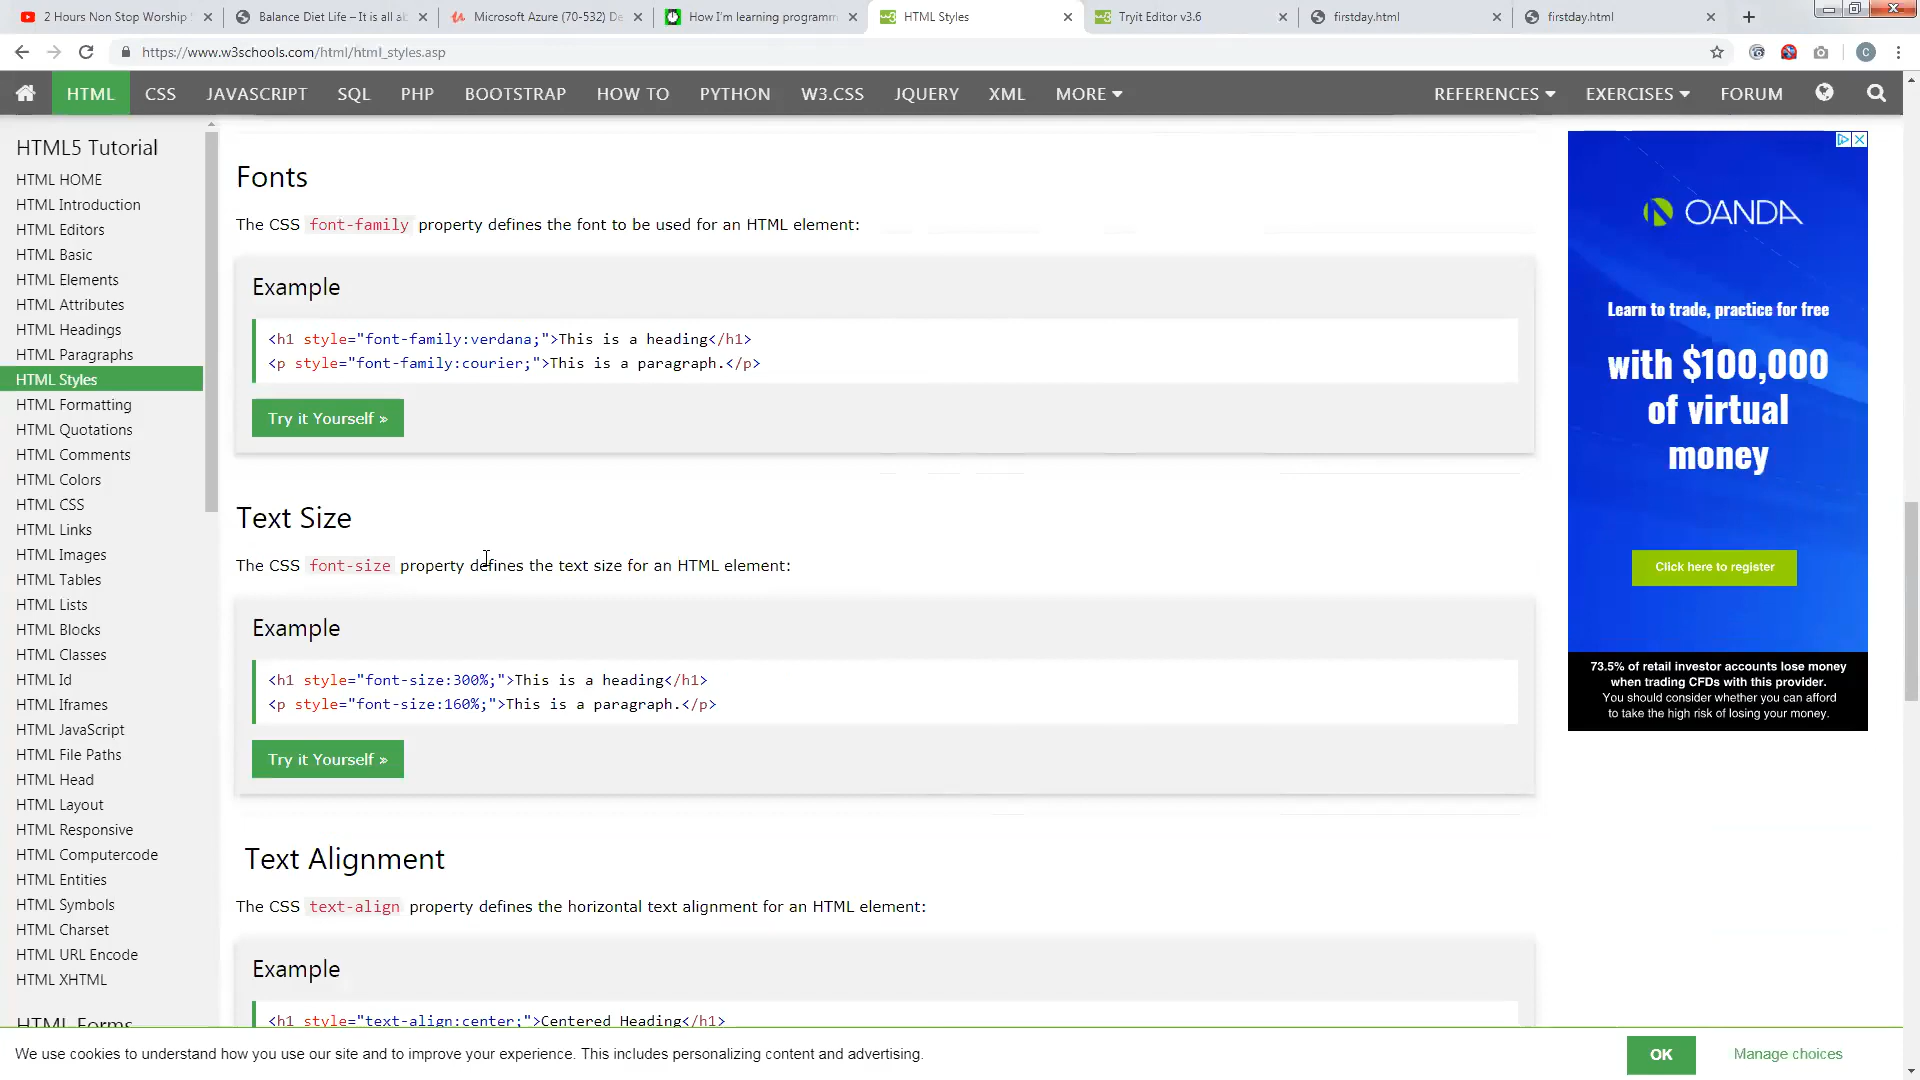 2 Hours Non Stop Worship
Balance Diet Life – It is all ab
Microsoft Azure (70-532) De
How I'm learning programm
HTML Styles
Tryit Editor v3.6
firstday.html
firstday.html
https://www.w3schools.com/html/html_styles.asp
HTML CSS JAVASCRIPT SQL PHP BOOTSTRAP HOW TO PYTHON W3.CSS JQUERY XML MORE REFERENCES EXERCISES FORUM
HTML5 Tutorial
HTML HOME
HTML Introduction
HTML Editors
HTML Basic
HTML Elements
HTML Attributes
HTML Headings
HTML Paragraphs
HTML Styles
HTML Formatting
HTML Quotations
HTML Comments
HTML Colors
HTML CSS
HTML Links
HTML Images
HTML Tables
HTML Lists
HTML Blocks
HTML Classes
HTML Id
HTML Iframes
HTML JavaScript
HTML File Paths
HTML Head
HTML Layout
HTML Responsive
HTML Computercode
HTML Entities
HTML Symbols
HTML Charset
HTML URL Encode
HTML XHTML
HTML Forms
Fonts
The CSS font-family property defines the font to be used for an HTML element:
Example
<h1 style="font-family:verdana;">This is a heading</h1>
<p style="font-family:courier;">This is a paragraph.</p>
Try it Yourself »
Text Size
The CSS font-size property defines the text size for an HTML element:
Example
<h1 style="font-size:300%;">This is a heading</h1>
<p style="font-size:160%;">This is a paragraph.</p>
Try it Yourself »
Text Alignment
The CSS text-align property defines the horizontal text alignment for an HTML element:
Example
<h1 style="text-align:center;">Centered Heading</h1>
OANDA
Learn to trade, practice for free
with $100,000
of virtual
money
Click here to register
73.5% of retail investor accounts lose money
when trading CFDs with this provider.
You should consider whether you can afford
to take the high risk of losing your money.
We use cookies to understand how you use our site and to improve your experience. This includes personalizing content and advertising.
OK
Manage choices